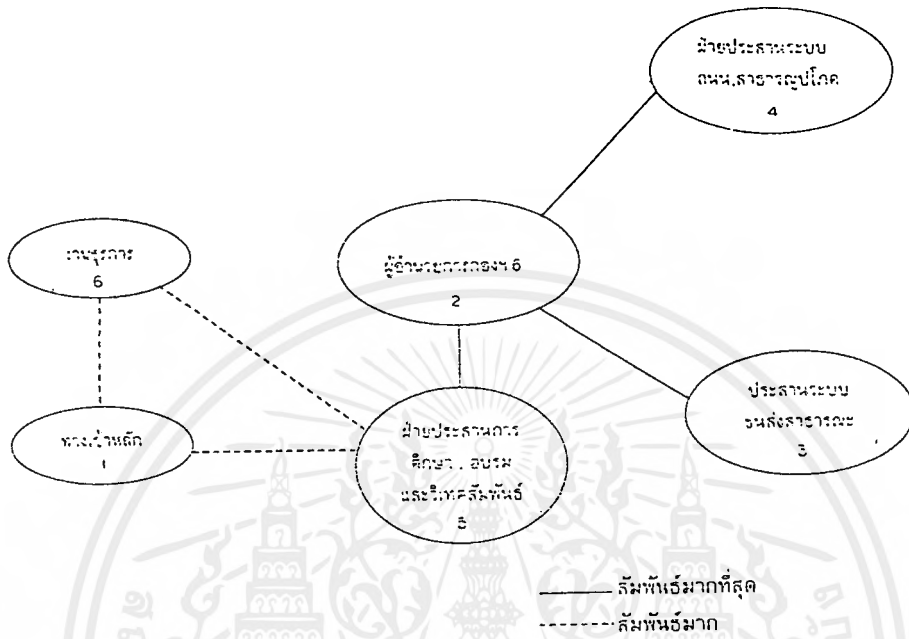 ฝ่ายประสานระบบ
ถนน,สาธารณูปโภค
4
งานธุรการ
6
ผู้อำนวยการกองฯ 6
2
ทางเข้าหลัก
1
ฝ่ายประสานการ
ศึกษา , อบรม
และวิเทศสัมพันธ์
5
ประสานระบบ
ขนส่งสาธารณะ
3
สัมพันธ์มากที่สุด
สัมพันธ์มาก